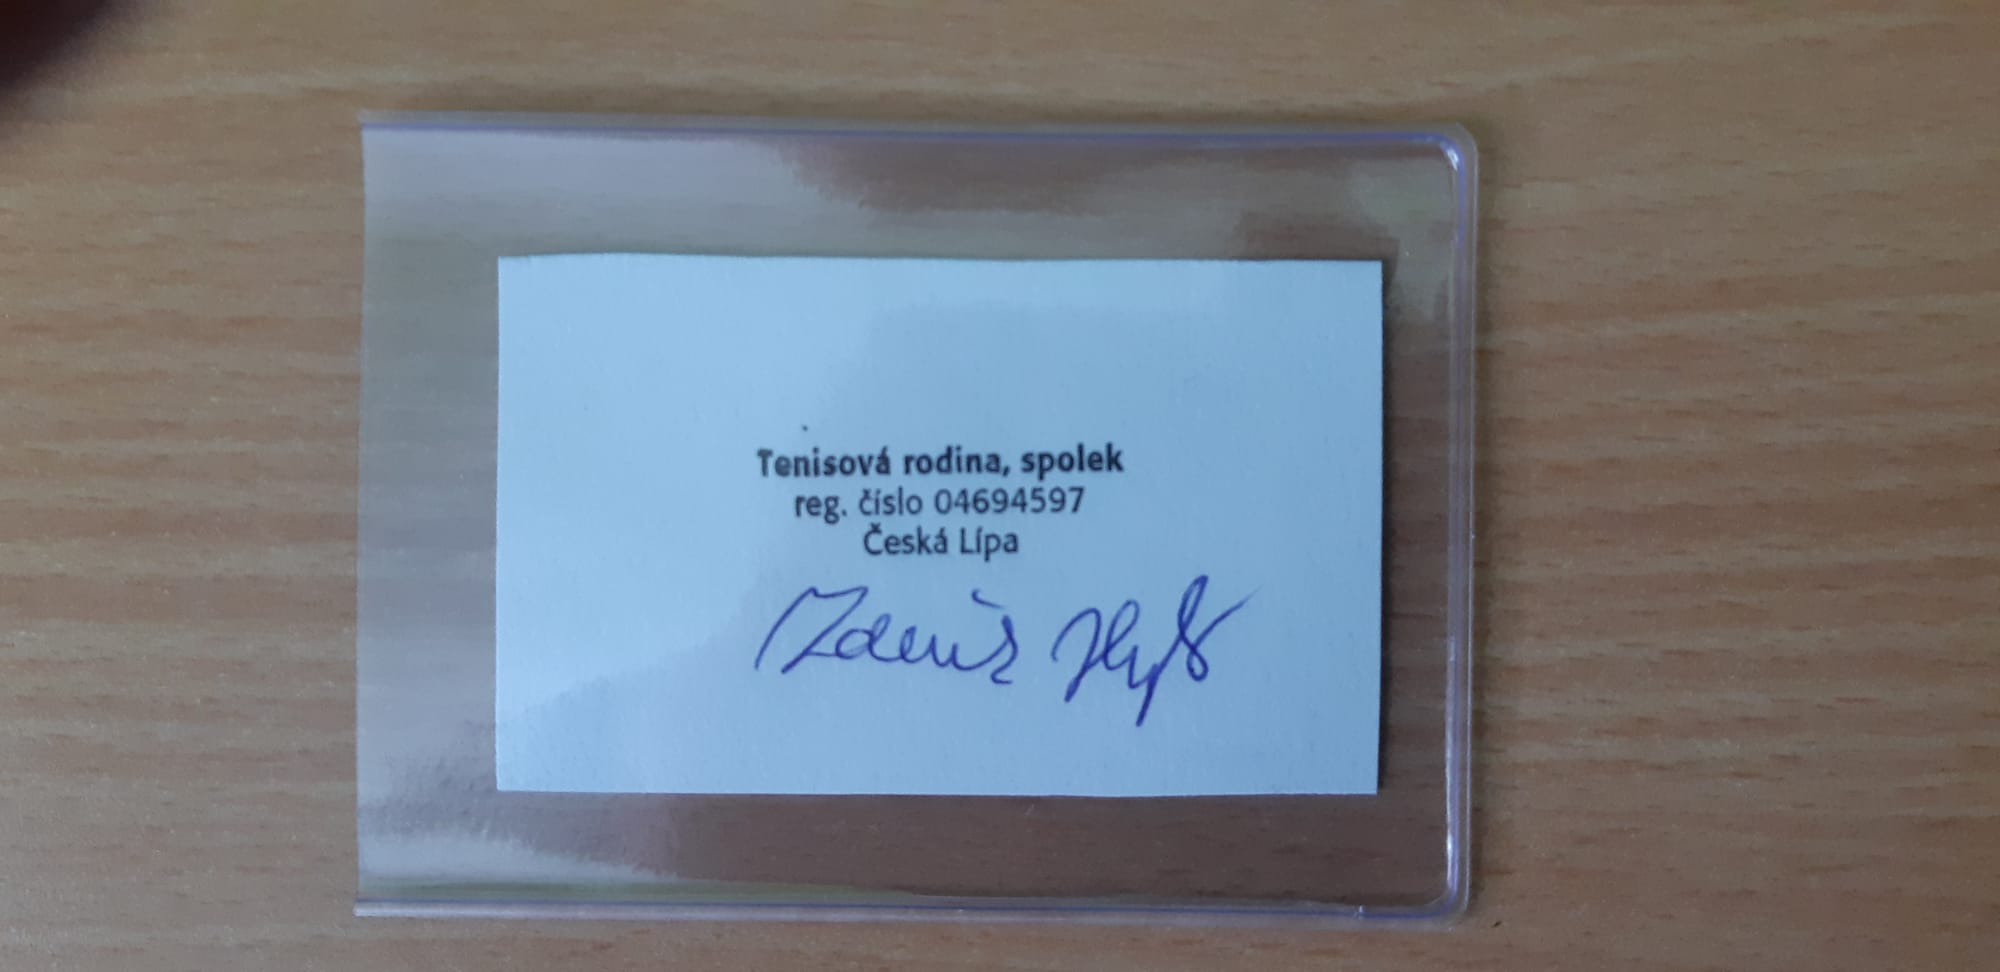 Tenisová rodina, spolek
reg. číslo 04694597
Česká Lípa